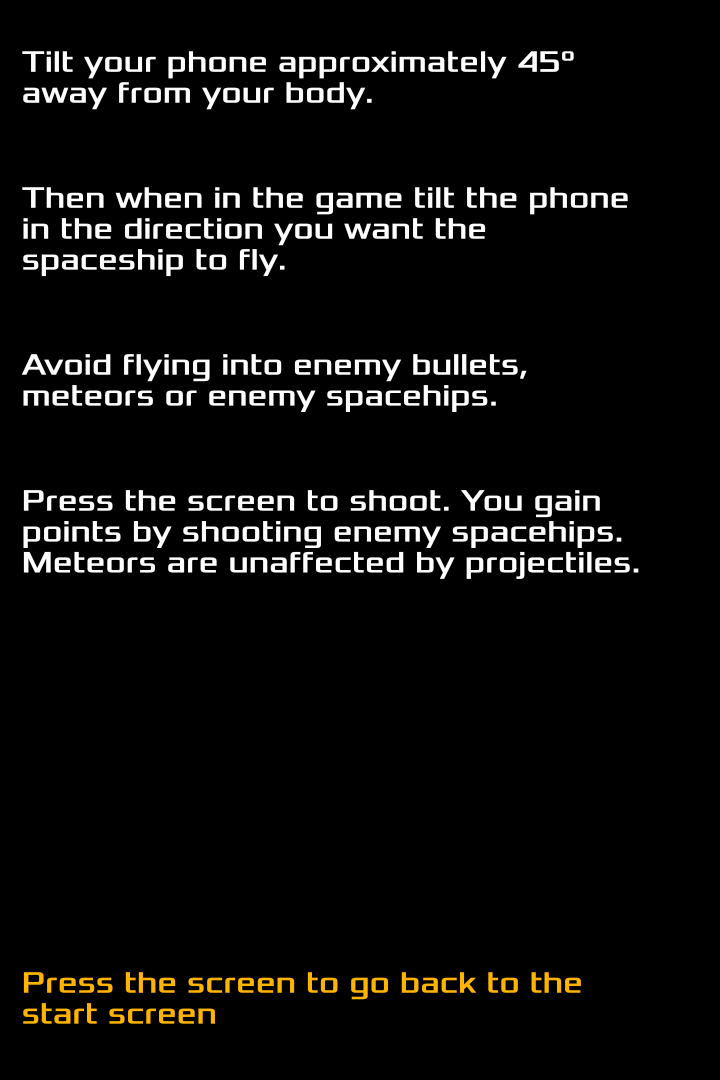 Tilt your phone approximately 45º
away from your body.
Then when in the game tilt the phone
in the direction you want the
spaceship to fly.
Avoid flying into enemy bullets,
meteors or enemy spacehips.
Press the screen to shoot. You gain
points by shooting enemy spacehips.
Meteors are unaffected by projectiles.
Press the screen to go back to the
start screen